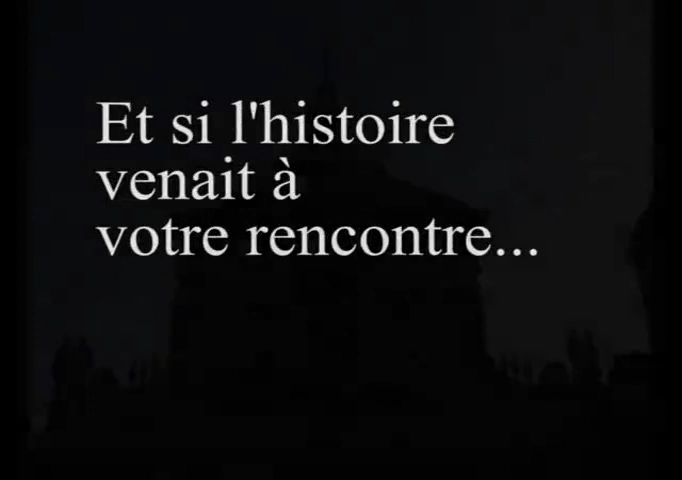 Et si l'histoire
venait à
votre rencontre...